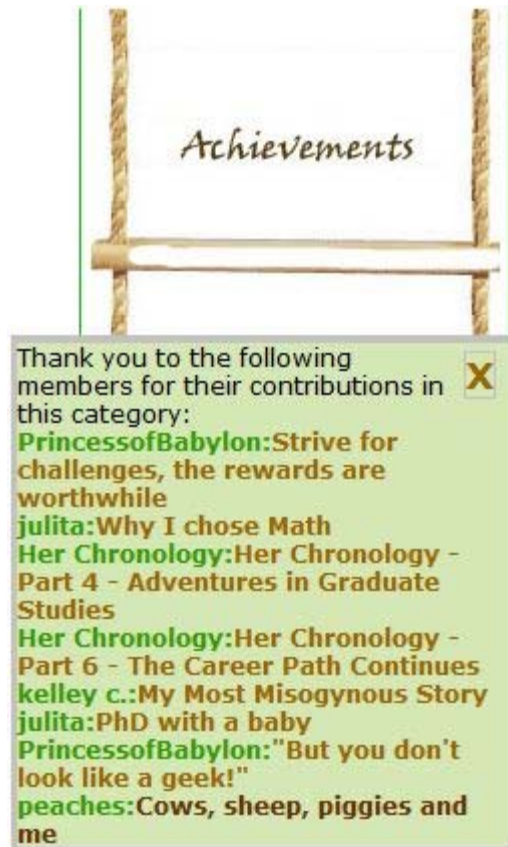 Achievements
Thank you to the following
members for their contributions in
this category:
X
PrincessofBabylon:Strive for
challenges, the rewards are
worthwhile
julita:Why I chose Math
Her Chronology:Her Chronology -
Part 4 - Adventures in Graduate
Studies
Her Chronology:Her Chronology -
Part 6 - The Career Path Continues
kelley c.:My Most Misogynous Story
julita:PhD with a baby
PrincessofBabylon:"But you don't
look like a geek!"
peaches:Cows, sheep, piggies and
me